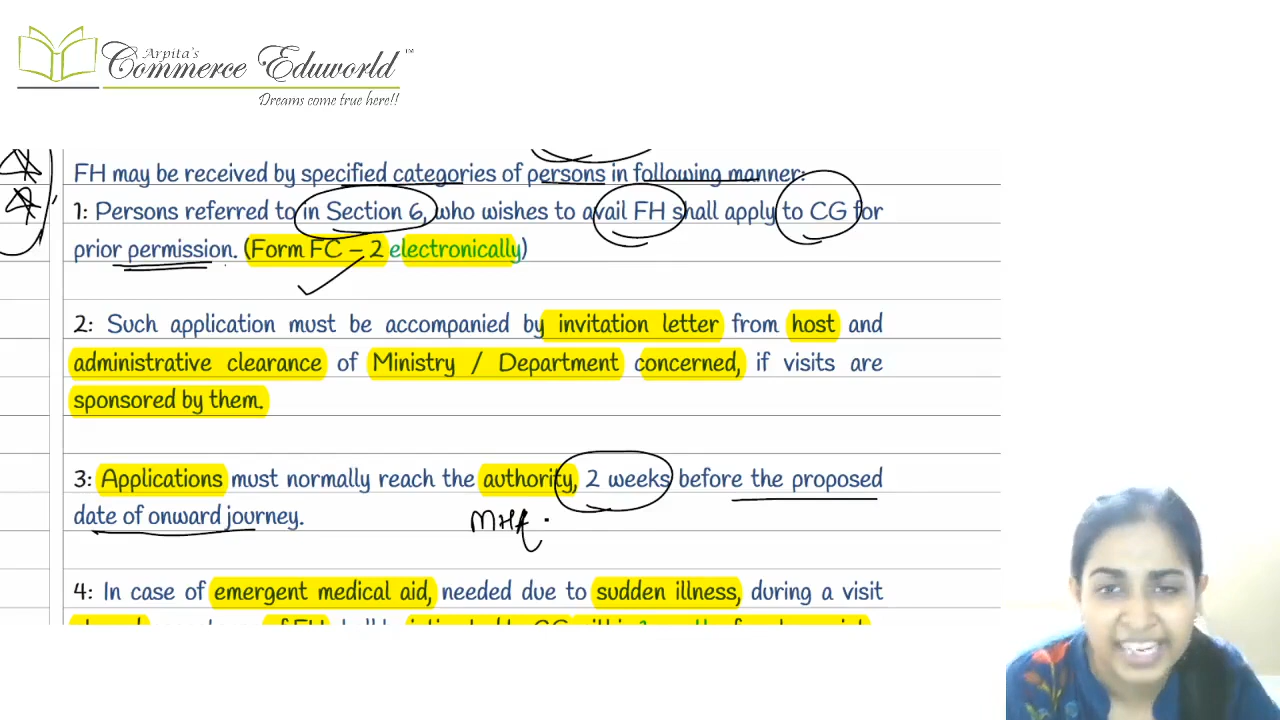 Arpita's
Commerce Eduworld™
Dreams come true here!!
FH may be received by specified categories of persons in following manner:
1: Persons referred to in Section 6, who wishes to avail FH shall apply to CG for
prior permission. (Form FC – 2 electronically)
2: Such application must be accompanied by invitation letter from host and
administrative clearance of Ministry / Department concerned, if visits are
sponsored by them.
3: Applications must normally reach the authority, 2 weeks before the proposed
date of onward journey.
MHA
4: In case of emergent medical aid, needed due to sudden illness, during a visit